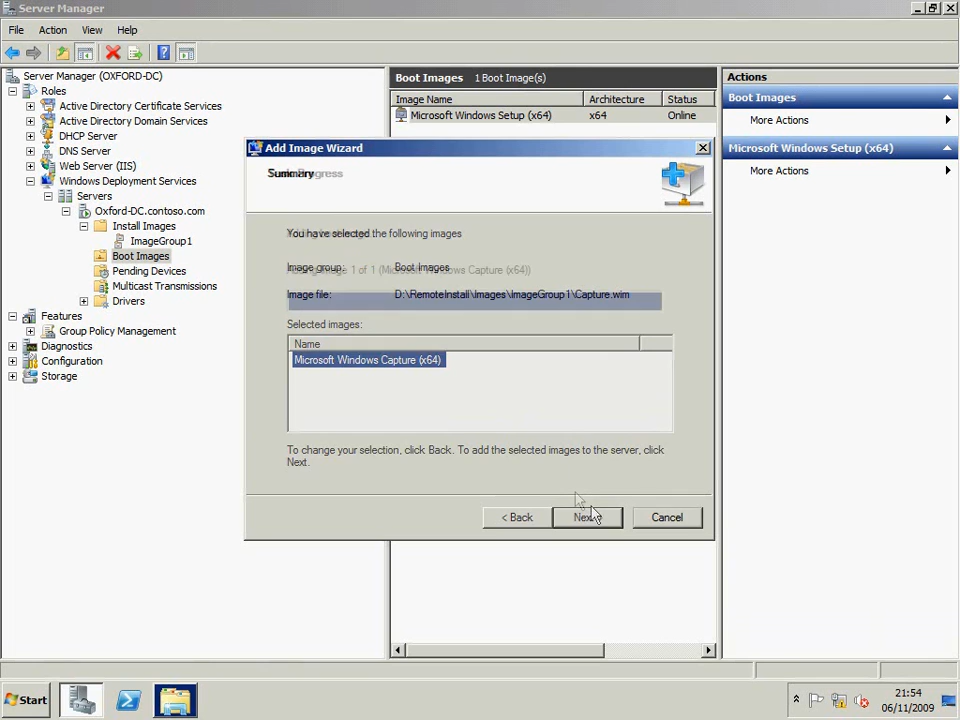 Server Manager
File Action View Help
Server Manager (OXFORD-DC)
Roles
Active Directory Certificate Services
Active Directory Domain Services
DHCP Server
DNS Server
Web Server (IIS)
Windows Deployment Services
Servers
Oxford-DC.contoso.com
Install Images
ImageGroup1
Boot Images
Pending Devices
Multicast Transmissions
Drivers
Features
Group Policy Management
Diagnostics
Configuration
Storage
Boot Images 1 Boot Image(s)
Image Name Architecture Status
Microsoft Windows Setup (x64) x64 Online
Add Image Wizard
Summary
Progress
You have selected the following images
Image group: Boot Images
image 1 of 1 (Microsoft Windows Capture (x64))
Image file: D:\RemoteInstall\Images\ImageGroup1\Capture.wim
Selected images:
Name
Microsoft Windows Capture (x64)
To change your selection, click Back. To add the selected images to the server, click
Next.
< Back Next Cancel
Actions
Boot Images
More Actions
Microsoft Windows Setup (x64)
More Actions
Start
21:54
06/11/2009